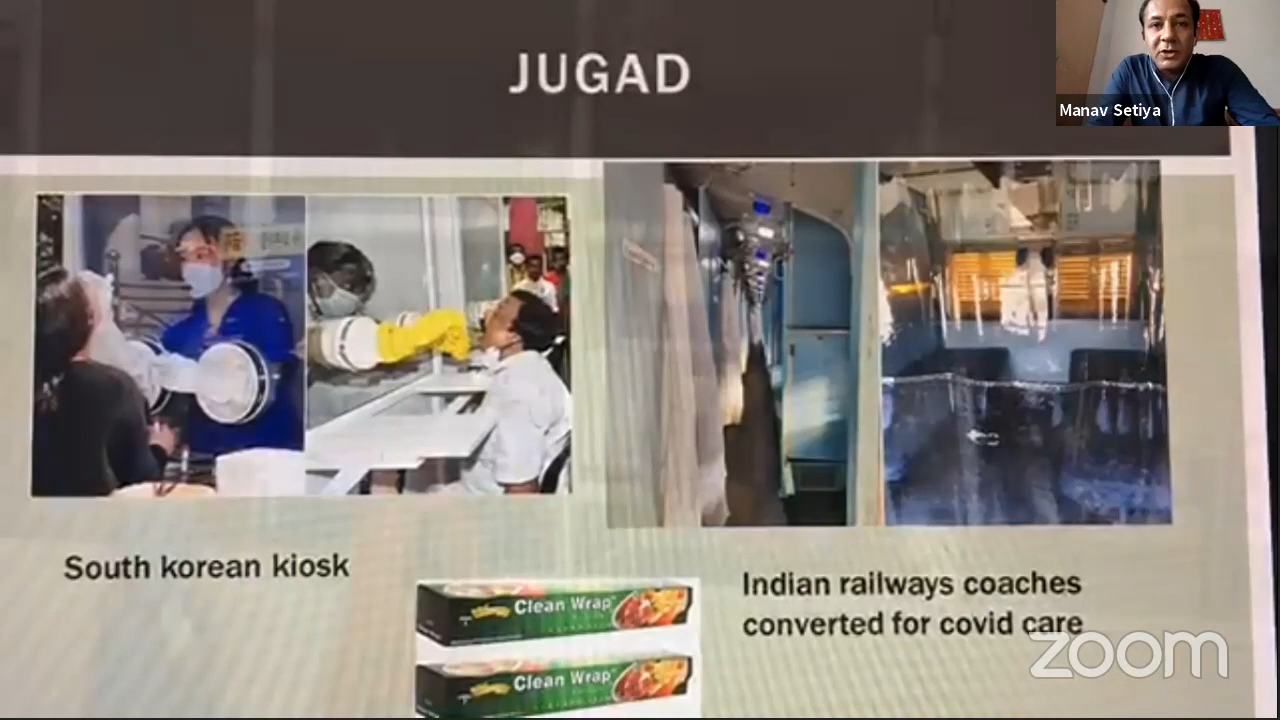 JUGAD
Manav Setiya
South korean kiosk
Indian railways coaches
converted for covid care
Clean Wrap
Clean Wrap
zoom